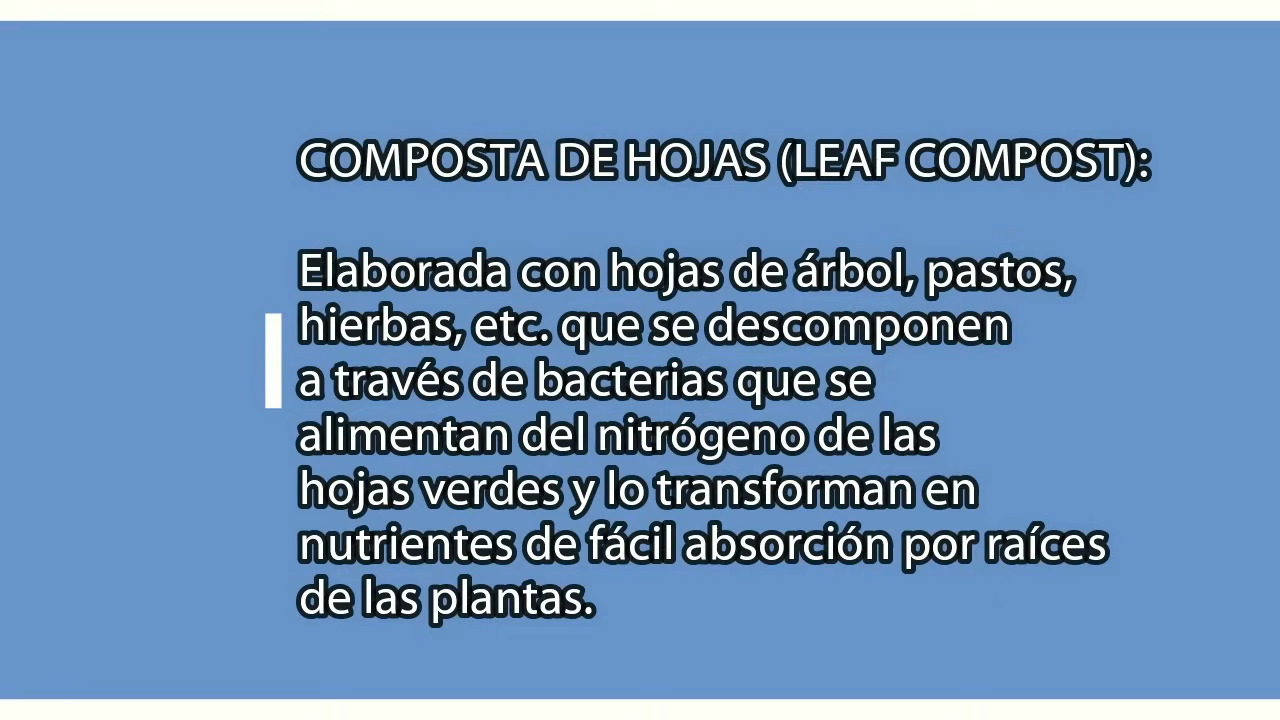 COMPOSTA DE HOJAS (LEAF COMPOST):
Elaborada con hojas de árbol, pastos,
hierbas, etc. que se descomponen
a través de bacterias que se
alimentan del nitrógeno de las
hojas verdes y lo transforman en
nutrientes de fácil absorción por raíces
de las plantas.